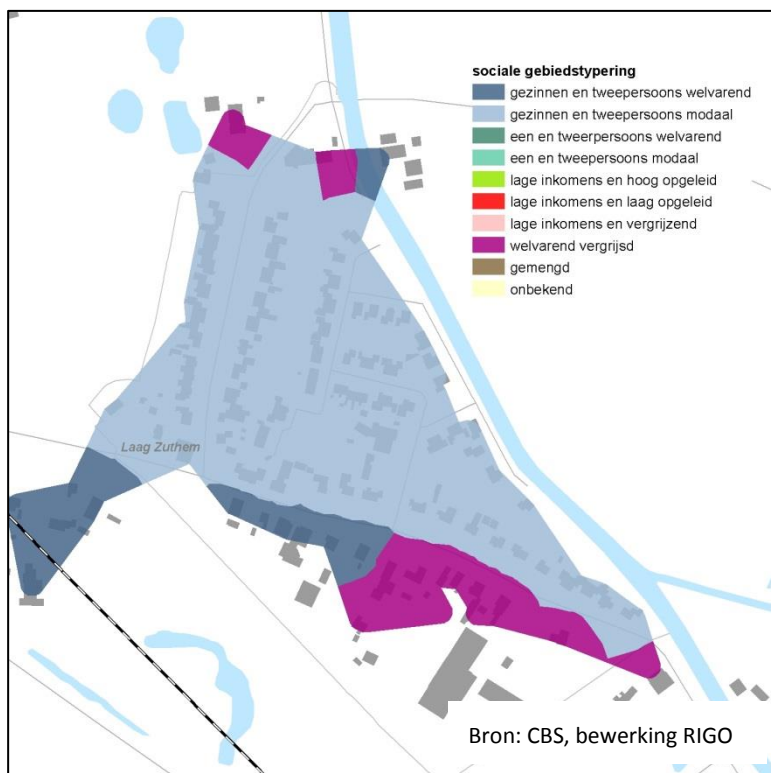 sociale gebiedstypering
gezinnen en tweepersoons welvarend
gezinnen en tweepersoons modaal
een en tweerpersoons welvarend
een en tweepersoons modaal
lage inkomens en hoog opgeleid
lage inkomens en laag opgeleid
lage inkomens en vergrijzend
welvarend vergrijsd
gemengd
onbekend
Laag Zuthem
Bron: CBS, bewerking RIGO